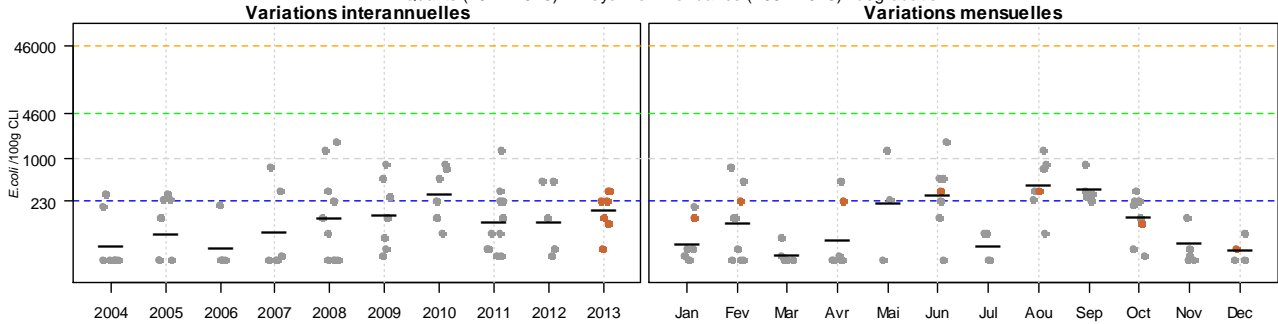 Variations interannuelles
Variations mensuelles
46000
4600
1000
230
E.coli/100g CLI
2004 2005 2006 2007 2008 2009 2010 2011 2012 2013
Jan Fev Mar Avr Mai Jun Jul Aou Sep Oct Nov Dec